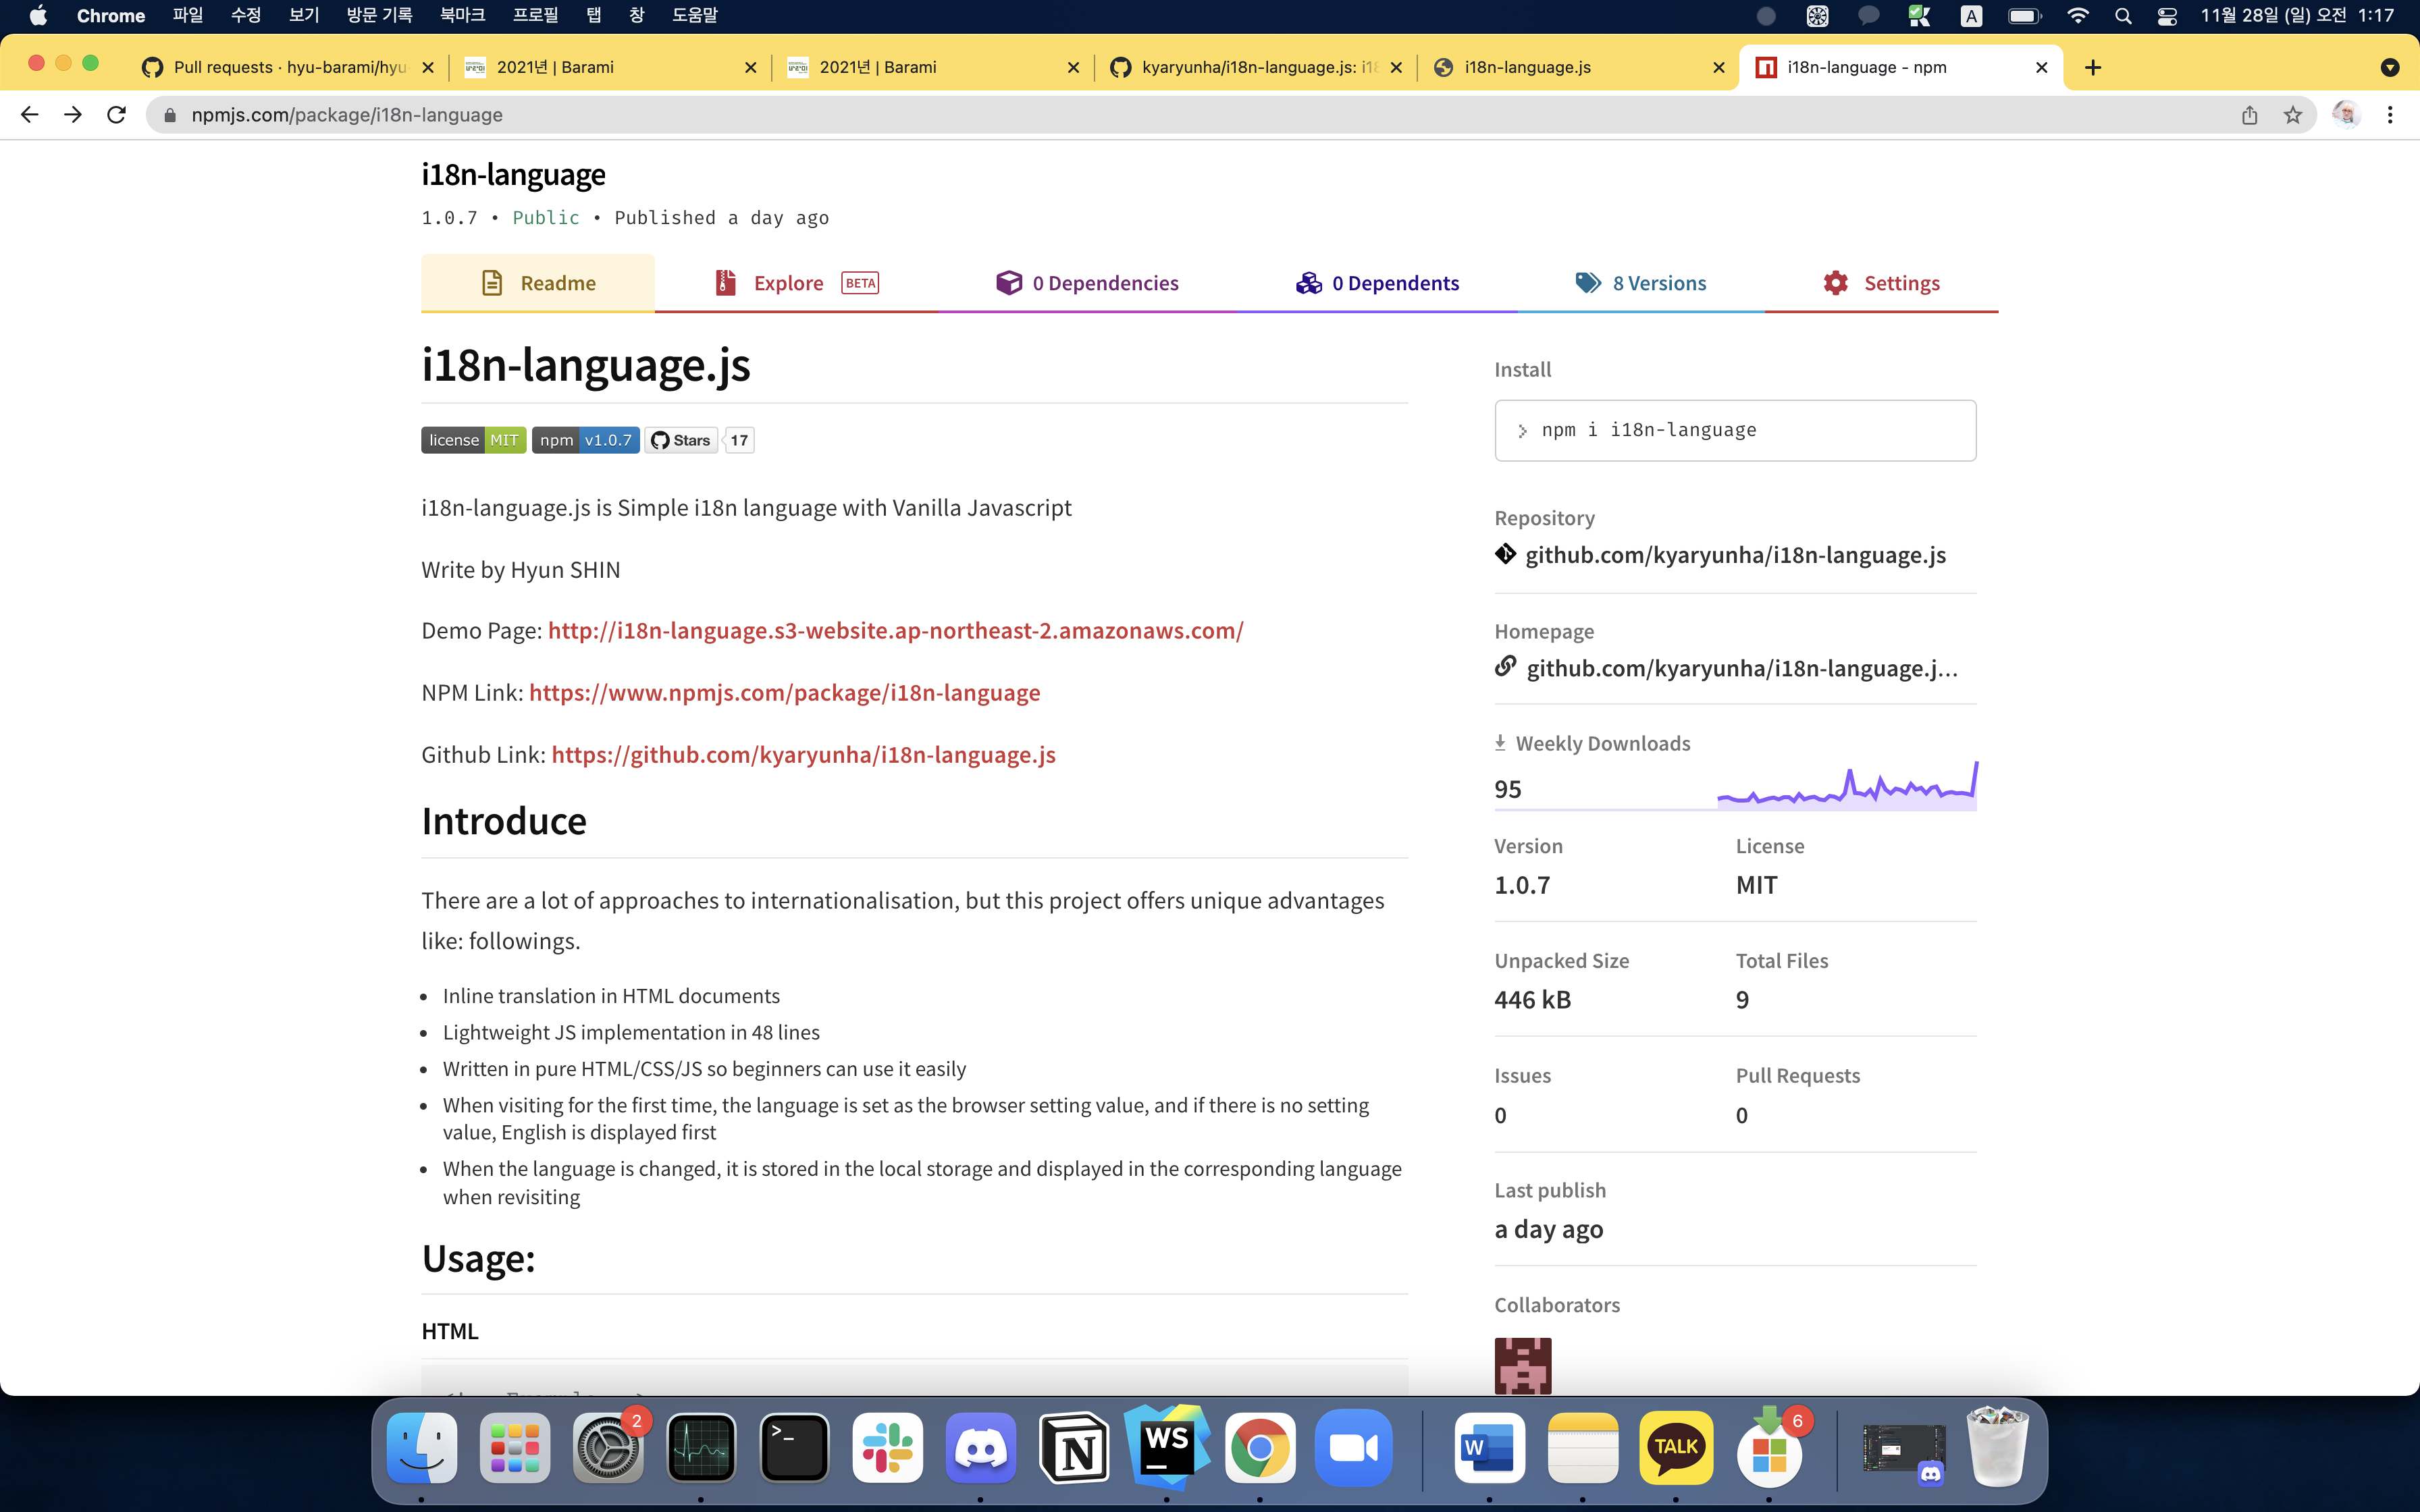 Chrome 파일 수정 보기 방문 기록 북마크 프로필 탭 창 도움말 A 11월 28일 (일) 오전 1:17
Pull requests · hyu-barami/hyu- 2021년 | Barami 2021년 | Barami kyaryunha/i18n-language.js: i18 i18n-language.js i18n-language - npm
npmjs.com/package/i18n-language
i18n-language
1.0.7 • Public • Published a day ago
Readme Explore BETA 0 Dependencies 0 Dependents 8 Versions Settings
i18n-language.js
license MIT npm v1.0.7 Stars 17
i18n-language.js is Simple i18n language with Vanilla Javascript
Write by Hyun SHIN
Demo Page: http://i18n-language.s3-website.ap-northeast-2.amazonaws.com/
NPM Link: https://www.npmjs.com/package/i18n-language
Github Link: https://github.com/kyaryunha/i18n-language.js
Introduce
There are a lot of approaches to internationalisation, but this project offers unique advantages
like: followings.
• Inline translation in HTML documents
• Lightweight JS implementation in 48 lines
• Written in pure HTML/CSS/JS so beginners can use it easily
• When visiting for the first time, the language is set as the browser setting value, and if there is no setting
value, English is displayed first
• When the language is changed, it is stored in the local storage and displayed in the corresponding language
when revisiting
Usage:
HTML
Install
> npm i i18n-language
Repository
github.com/kyaryunha/i18n-language.js
Homepage
github.com/kyaryunha/i18n-language.j...
Weekly Downloads
95
Version License
1.0.7 MIT
Unpacked Size Total Files
446 kB 9
Issues Pull Requests
0 0
Last publish
a day ago
Collaborators
2 >_ N WS W TALK 6